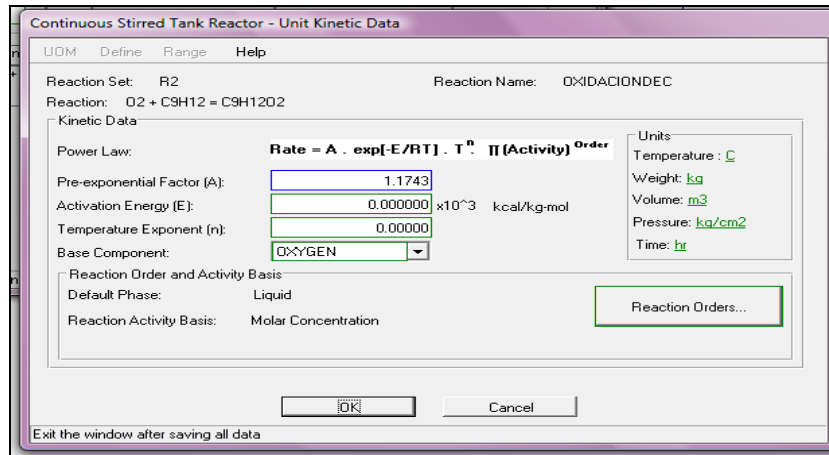 Continuous Stirred Tank Reactor - Unit Kinetic Data
UOM Define Range Help
Reaction Set: R2 Reaction Name: OXIDACIONDEC
Reaction: O2 + C9H12 = C9H12O2
Kinetic Data
Power Law: Rate = A . exp[-E/RT] . T^n. ∏(Activity)^Order
Pre-exponential Factor (A): 1.1743
Activation Energy (E): 0.000000 x10^3 kcal/kg-mol
Temperature Exponent (n): 0.00000
Base Component: OXYGEN
Units
Temperature : C
Weight: kg
Volume: m3
Pressure: kg/cm2
Time: hr
Reaction Order and Activity Basis
Default Phase: Liquid
Reaction Activity Basis: Molar Concentration
Reaction Orders...
OK Cancel
Exit the window after saving all data